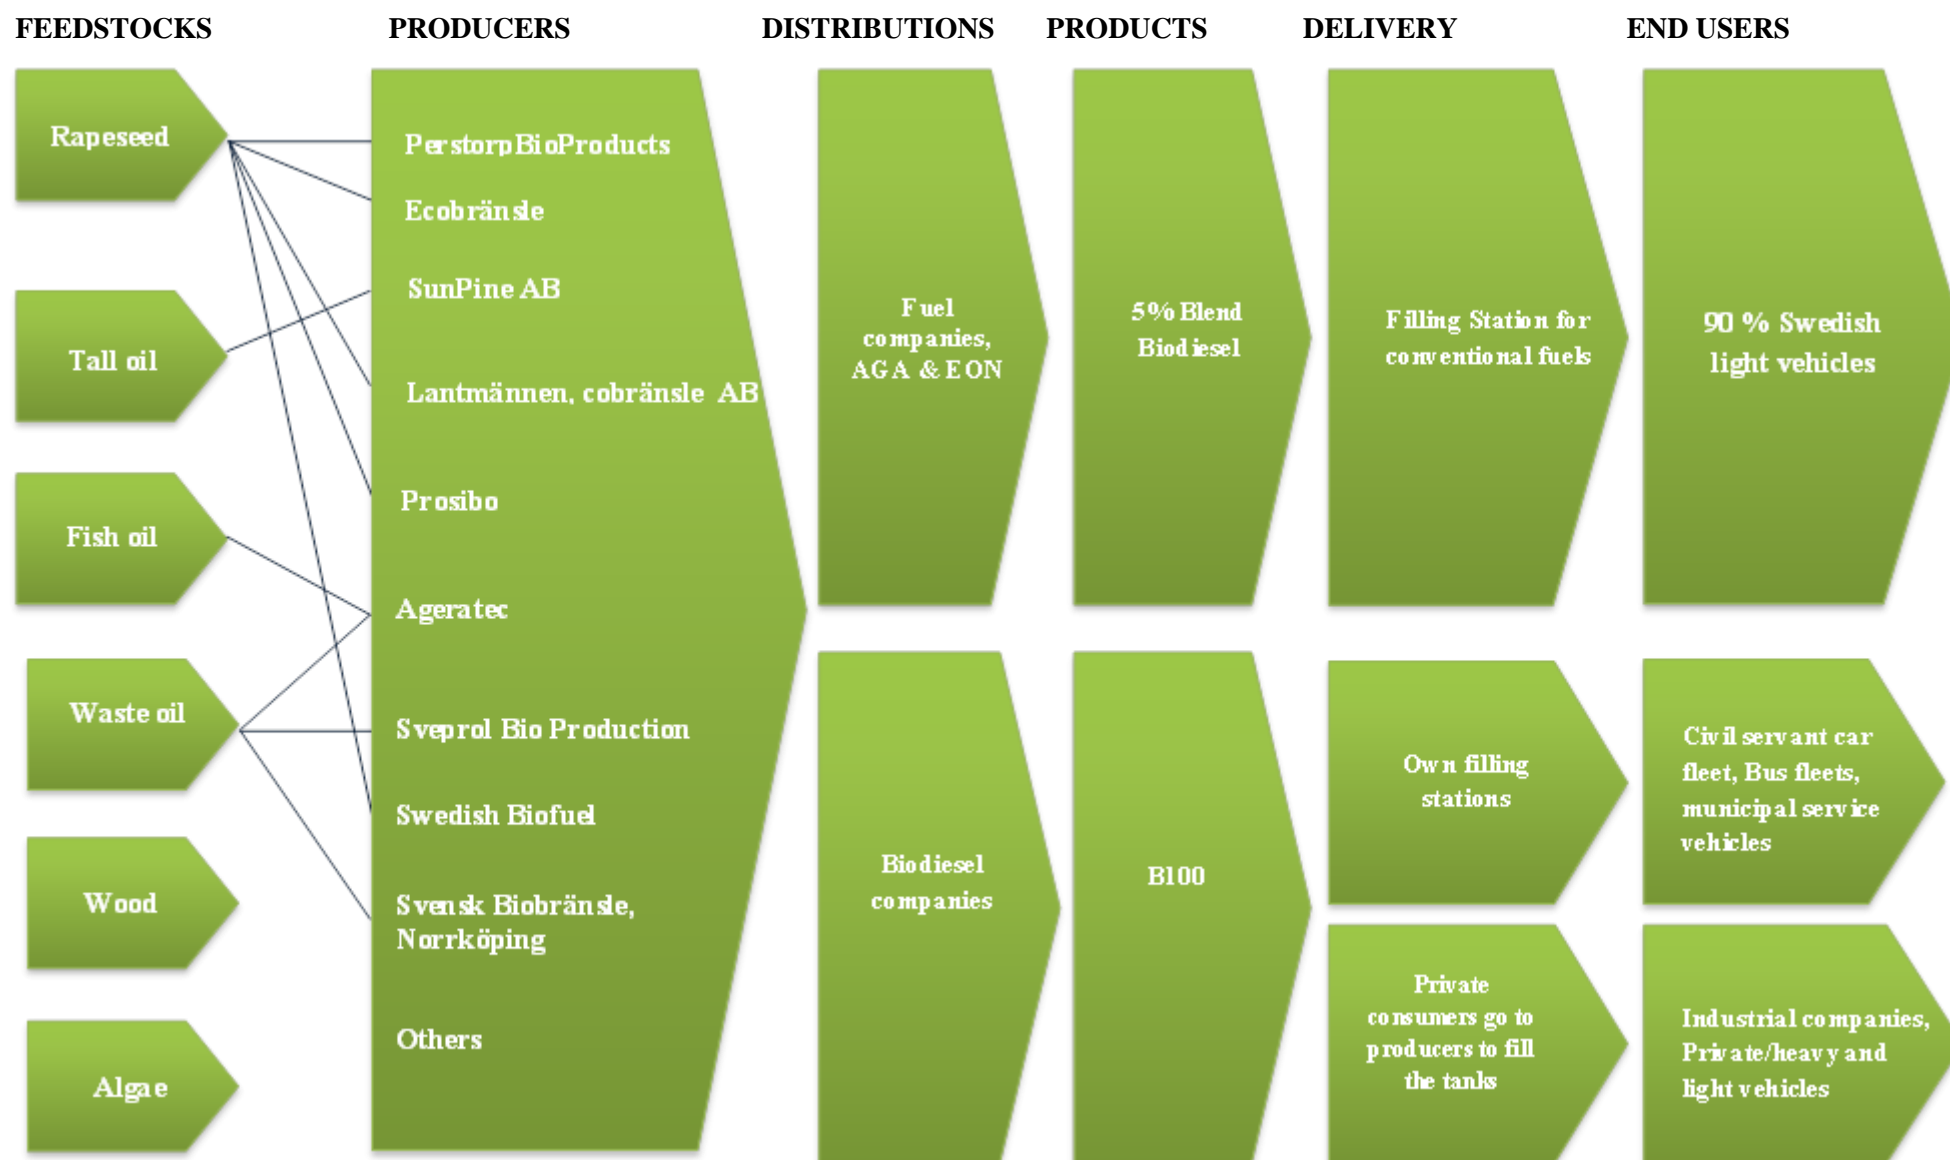 FEEDSTOCKS
PRODUCERS
DISTRIBUTIONS
PRODUCTS
DELIVERY
END USERS
Rapeseed
Tall oil
Fish oil
Waste oil
Wood
Algae
PerstorpBioProducts
Ecobränsle
SunPine AB
Lantmännen, cobränsle AB
Prosibo
Ageratec
Sveprol Bio Production
Swedish Biofuel
Svensk Biobränsle,
Norrköping
Others
Fuel
companies,
AGA & EON
Biodiesel
companies
5% Blend
Biodiesel
B100
Filling Station for
conventional fuels
Own filling
stations
Private
consumers go to
producers to fill
the tanks
90 % Swedish
light vehicles
Civil servant car
fleet, Bus fleets,
municipal service
vehicles
Industrial companies,
Private/heavy and
light vehicles